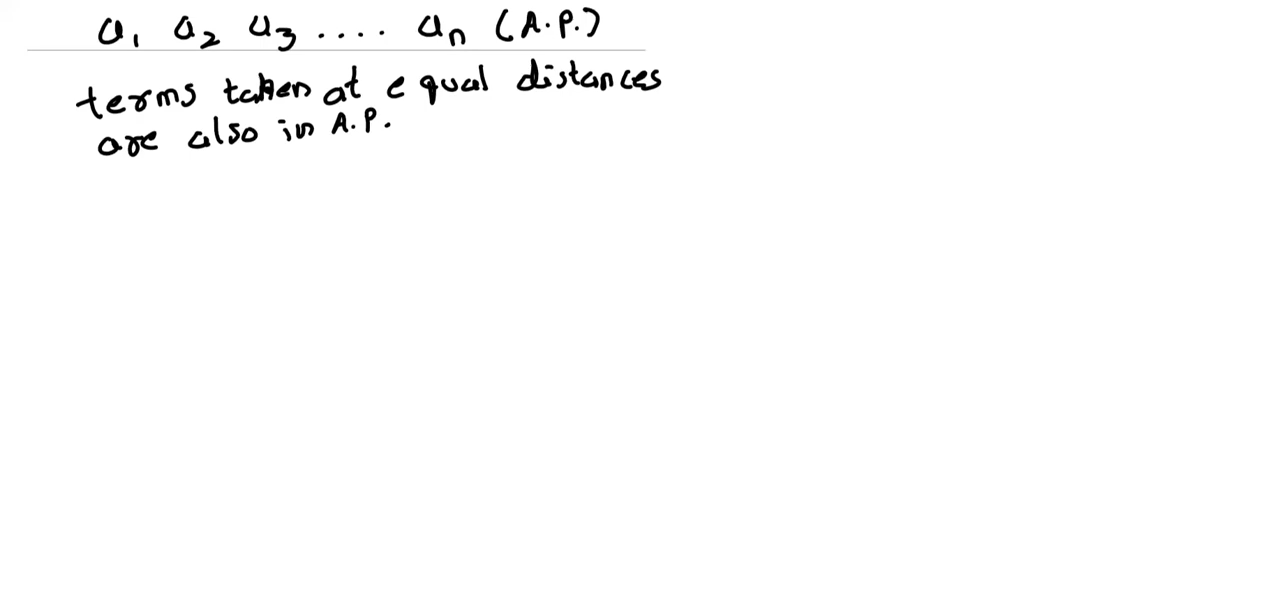 a₁ a₂ a₃ .... aₙ (A.P.)
terms taken at equal distances
are also in A.P.